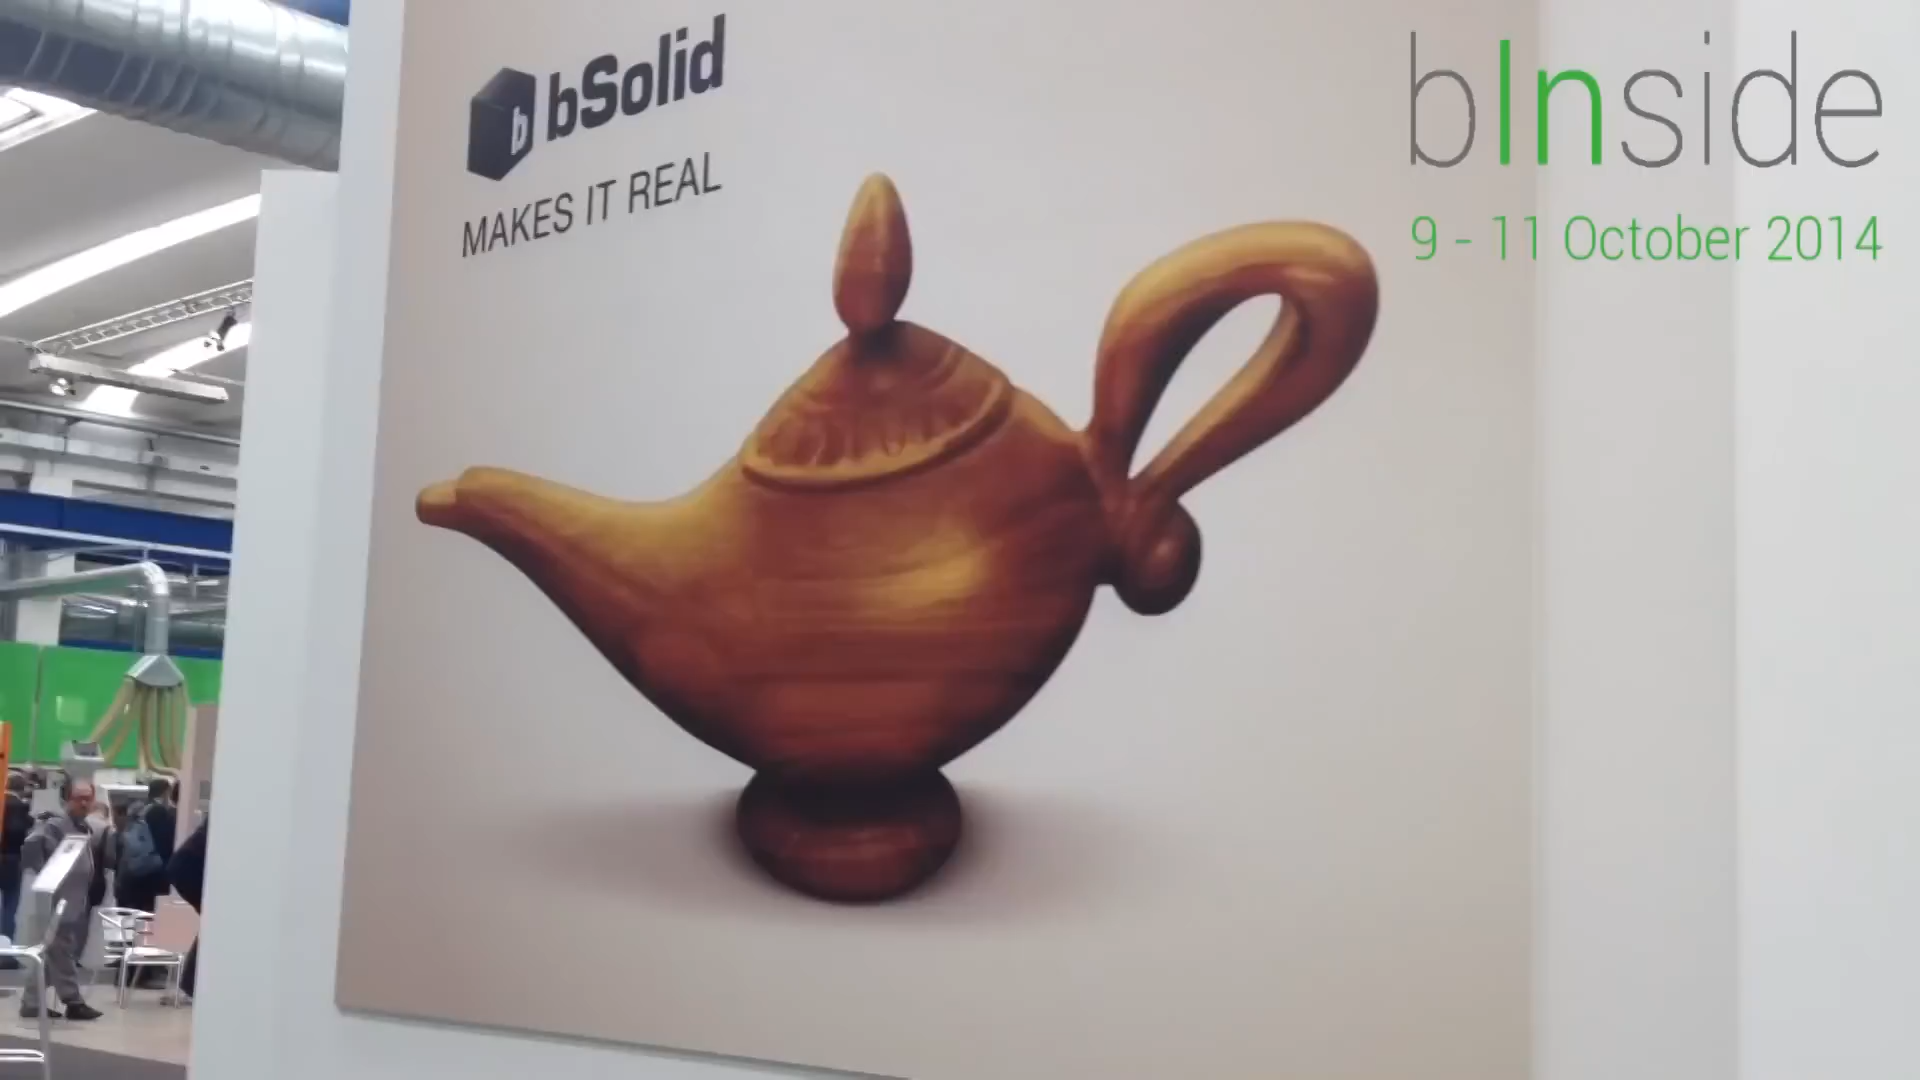 b bSolid
MAKES IT REAL
bInside
9 - 11 October 2014